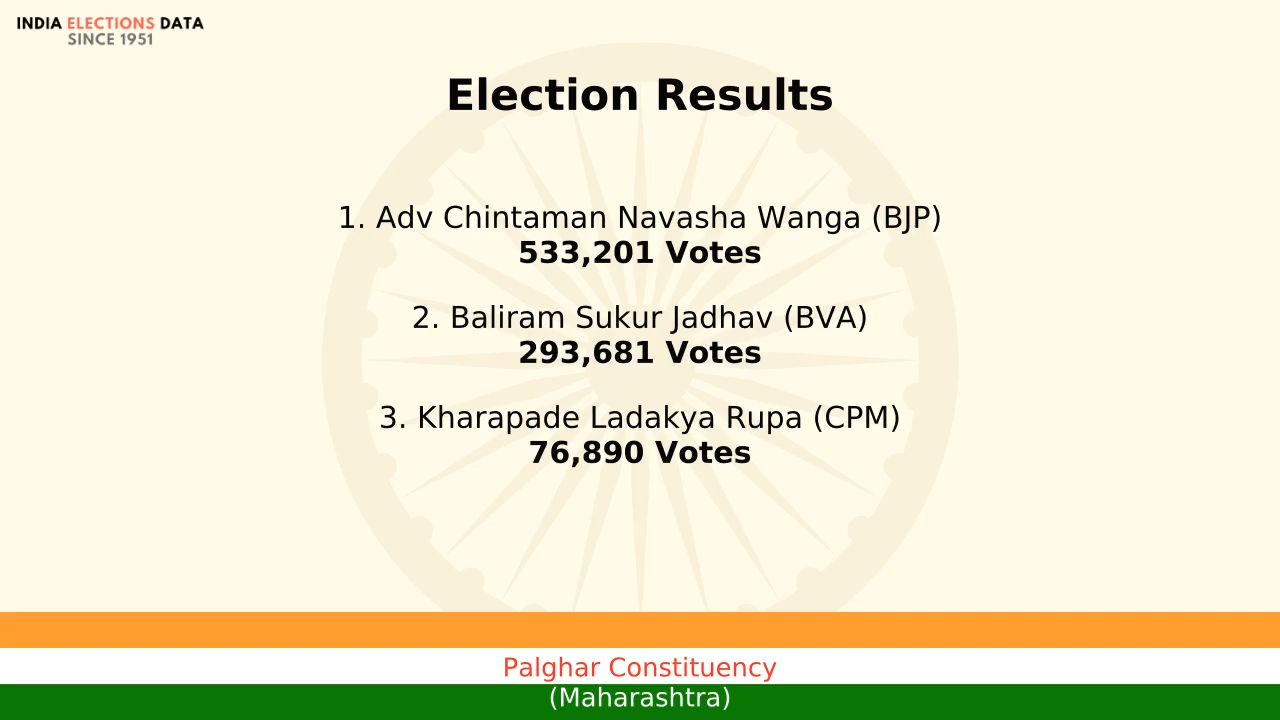 INDIA ELECTIONS DATA
SINCE 1951
Election Results
1. Adv Chintaman Navasha Wanga (BJP)
533,201 Votes
2. Baliram Sukur Jadhav (BVA)
293,681 Votes
3. Kharapade Ladakya Rupa (CPM)
76,890 Votes
Palghar Constituency
(Maharashtra)